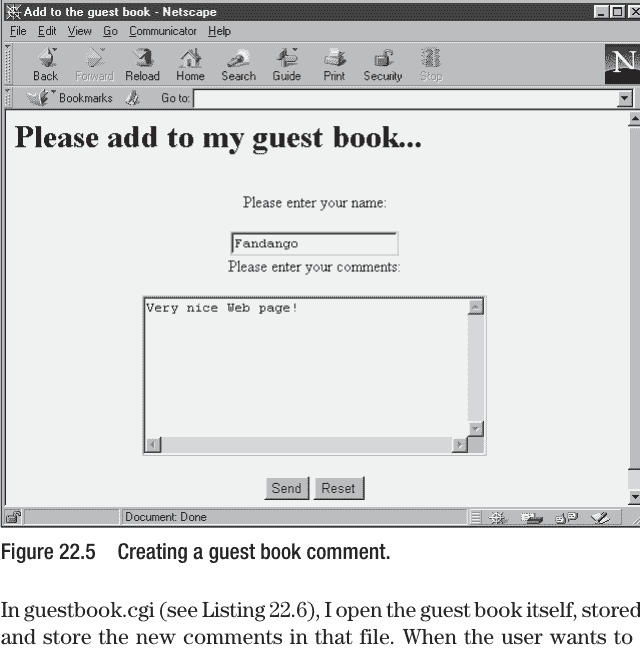 Add to the guest book - Netscape
File Edit View Go Communicator Help
Back Forward Reload Home Search Guide Print Security Stop
N
Bookmarks Go to:
Please add to my guest book...
Please enter your name:
Fandango
Please enter your comments:
Very nice Web page!
Send Reset
Document: Done
Figure 22.5 Creating a guest book comment.
In guestbook.cgi (see Listing 22.6), I open the guest book itself, stored
and store the new comments in that file. When the user wants to